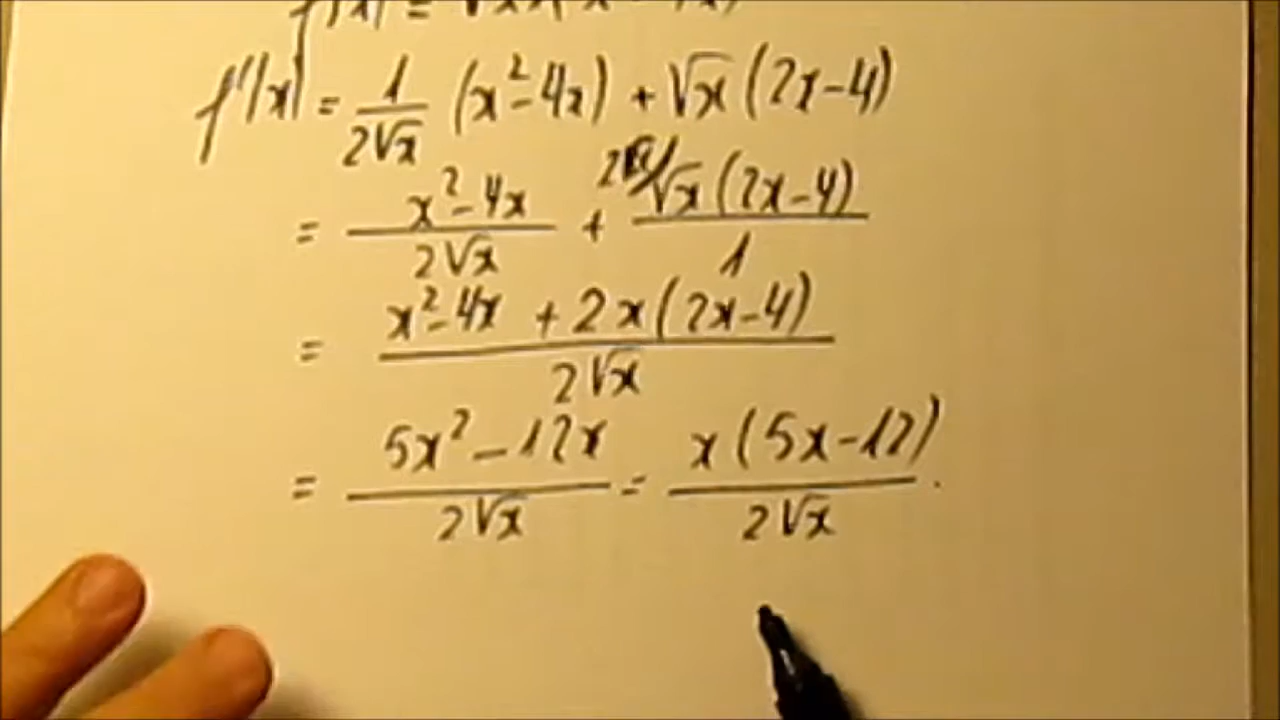 f'(x) = 1/(2√x) (x² - 4x) + √x (2x - 4)
= (x² - 4x)/(2√x) + 2√x/ √x (2x - 4)/1
= (x² - 4x + 2x(2x - 4))/(2√x)
= (5x² - 12x)/(2√x) = x(5x - 12)/(2√x).